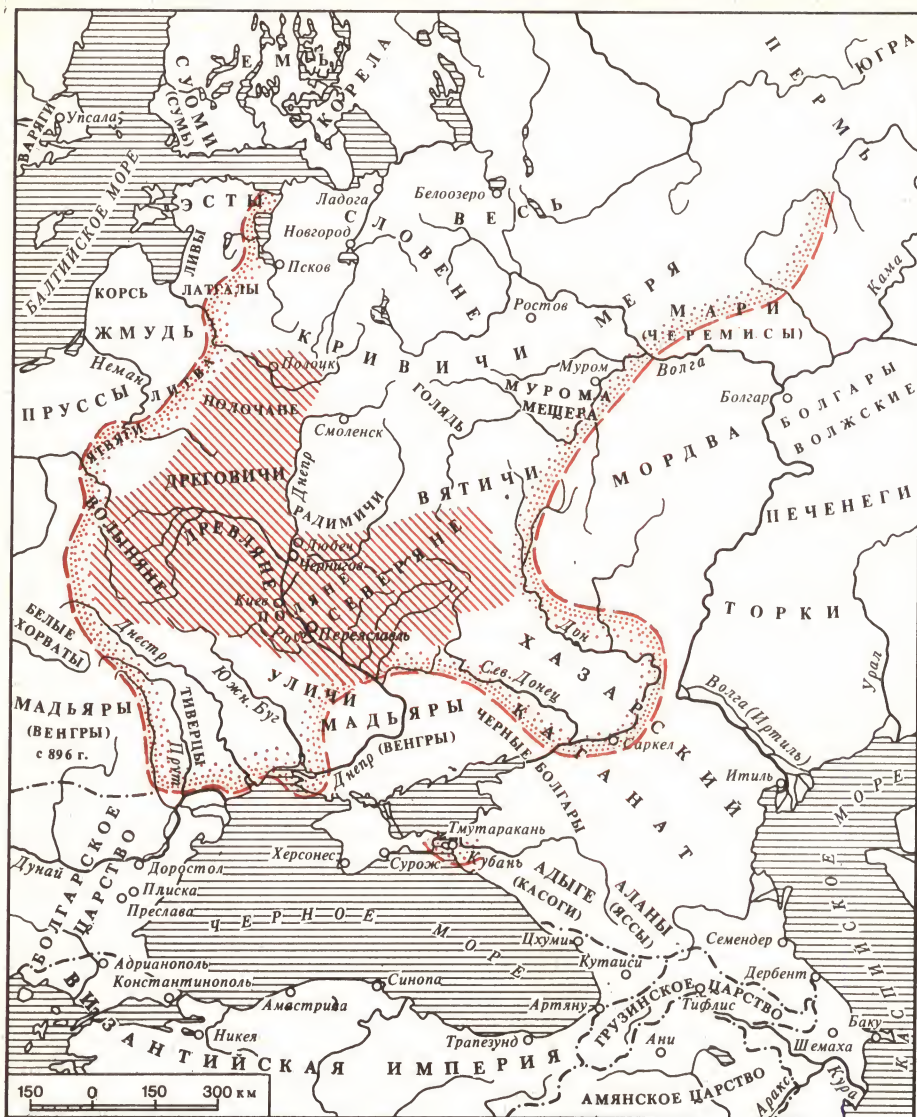 ПЕРМЬ
ЮГРА
ЕМЬ
КОРЕЛА
СУОМИ
(СУМЬ)
ВАРЯГИ
Упсала
БАЛТИЙСКОЕ МОРЕ
ЭСТЫ
Ладога
Белоозеро
ВЕСЬ
СЛОВЕНЕ
Новгород
ЛИВЫ
Псков
ЛАТГАЛЫ
КОРСЬ
ЖМУДЬ
Ростов
МЕРЯ
МАРИ
(ЧЕРЕМИСЫ)
Кама
КРИВИЧИ
Неман
ЛИТВА
Полоцк
Муром
Волга
ПРУССЫ
ПОЛОЧАНЕ
ГОЛЯДЬ
МУРОМА
МЕЩЕРА
Болгар
БОЛГАРЫ
ВОЛЖСКИЕ
Смоленск
ЯТВЯГИ
МОРДВА
ДРЕГОВИЧИ
Днепр
РАДИМИЧИ
ВЯТИЧИ
ПЕЧЕНЕГИ
ВОЛЫНЯНЕ
ДРЕВЛЯНЕ
Любеч
Чернигов
СЕВЕРЯНЕ
Киев
ПОЛЯНЕ
ТОРКИ
Рось
Переяславль
БЕЛЫЕ
ХОРВАТЫ
Днестр
Дон
ХАЗАРСКИЙ
КАГАНАТ
Урал
УЛИЧИ
Сев. Донец
Южн. Буг
Волга (Итиль)
МАДЬЯРЫ
(ВЕНГРЫ)
с 896 г.
ТИВЕРЦЫ
Прут
МАДЬЯРЫ
(ВЕНГРЫ)
Днепр
ЧЕРНЫЕ
БОЛГАРЫ
Саркел
Итиль
Тмутаракань
Херсонес
Сурож
Кубань
БОЛГАРСКОЕ
ЦАРСТВО
Дунай
Доростол
Плиска
Преслава
АДЫГЕ
(КАСОГИ)
АЛАНЫ
(ЯССЫ)
ЧЕРНОЕ МОРЕ
КАСПИЙСКОЕ МОРЕ
Цхуми
Семендер
Кутаиси
Дербент
Адрианополь
Константинополь
Синопа
Амастрида
Артяну
ГРУЗИНСКОЕ ЦАРСТВО
Тифлис
Баку
Никея
Трапезунд
Ани
Шемаха
ВИЗАНТИЙСКАЯ ИМПЕРИЯ
АМЯНСКОЕ ЦАРСТВО
Аракс
Кура
150 0 150 300 км